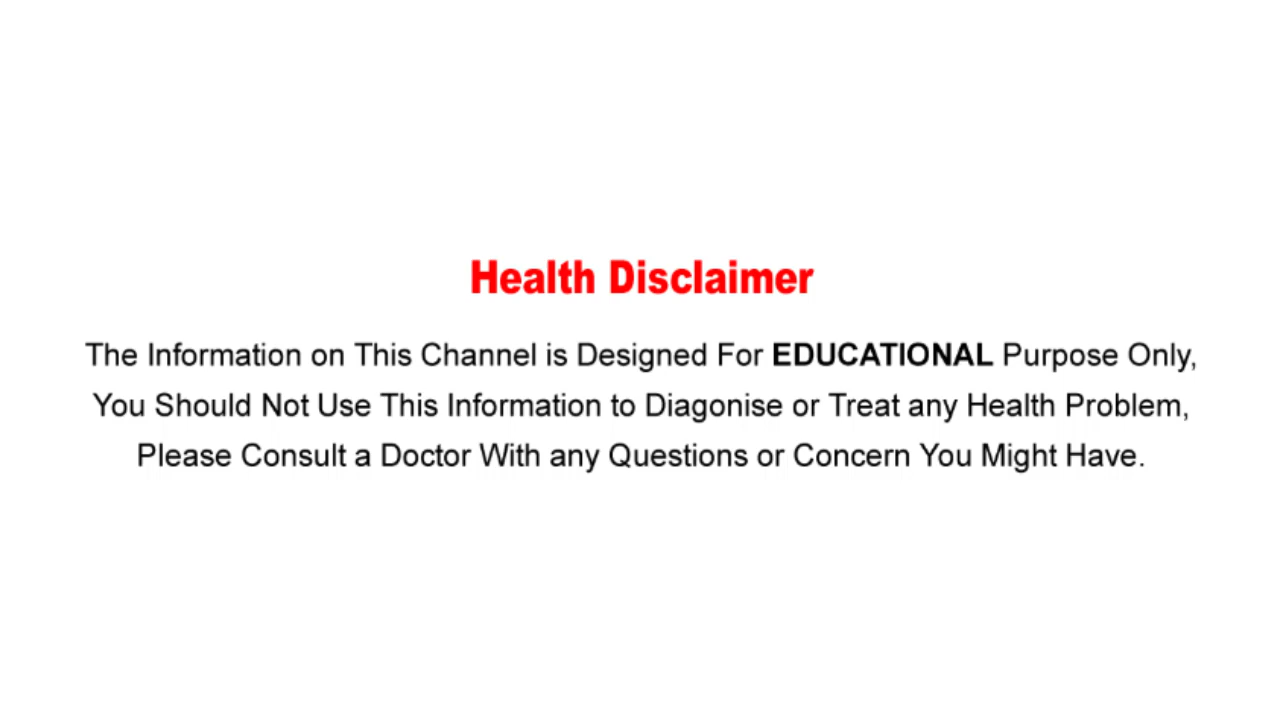 Health Disclaimer
The Information on This Channel is Designed For EDUCATIONAL Purpose Only,
You Should Not Use This Information to Diagonise or Treat any Health Problem,
Please Consult a Doctor With any Questions or Concern You Might Have.